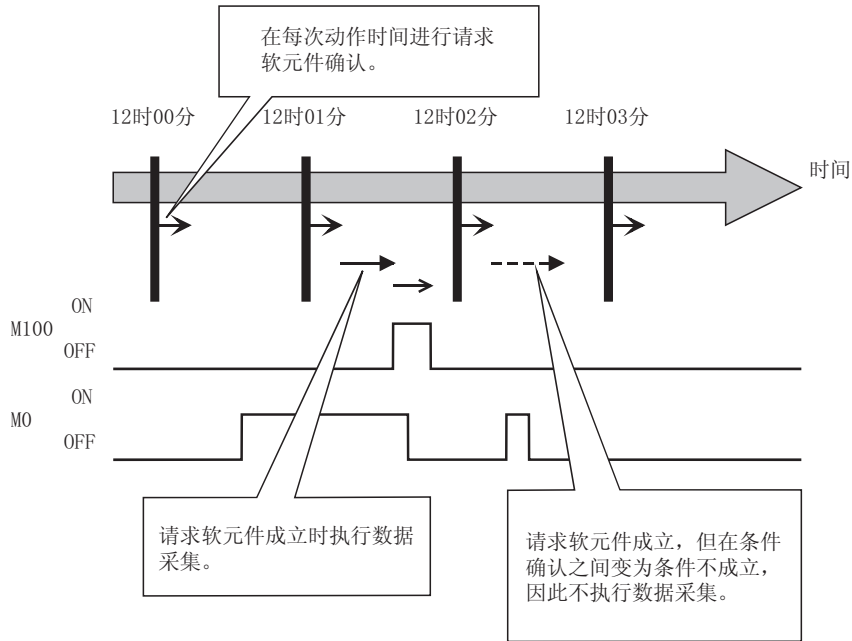 在每次动作时间进行请求
软元件确认。
12时00分 12时01分 12时02分 12时03分
时间
ON
M100
OFF
ON
M0
OFF
请求软元件成立时执行数据
采集。
请求软元件成立，但在条件
确认之间变为条件不成立，
因此不执行数据采集。